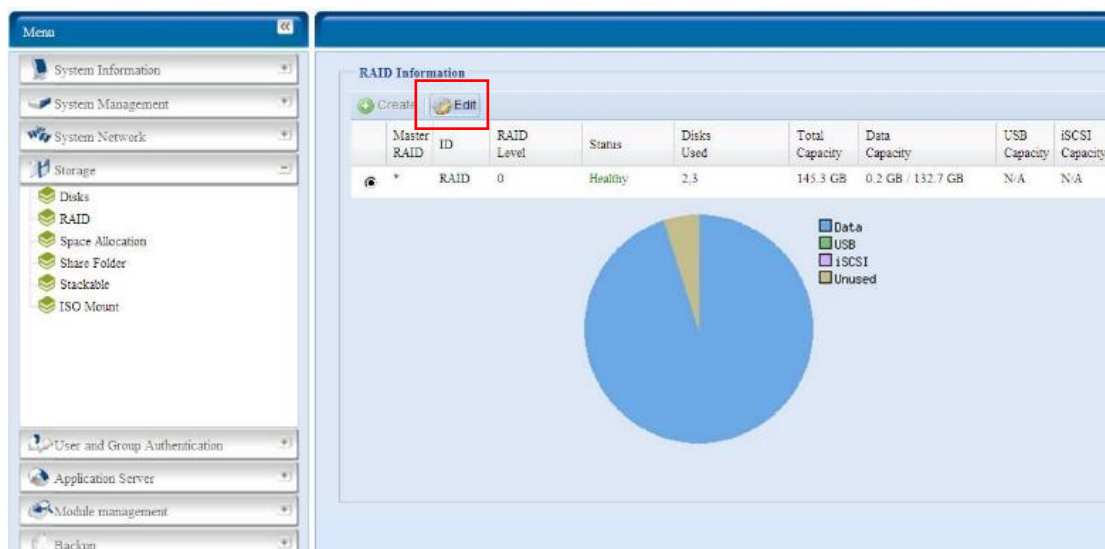 Menu
System Information
System Management
System Network
Storage
Disks
RAID
Space Allocation
Share Folder
Stackable
ISO Mount
User and Group Authentication
Application Server
Module management
Backup
RAID Information
Create Edit
Master RAID ID RAID Level Status Disks Used Total Capacity Data Capacity USB Capacity iSCSI Capacity
* RAID 0 Healthy 2,3 145.3 GB 0.2 GB / 132.7 GB N/A N/A
Data
USB
iSCSI
Unused